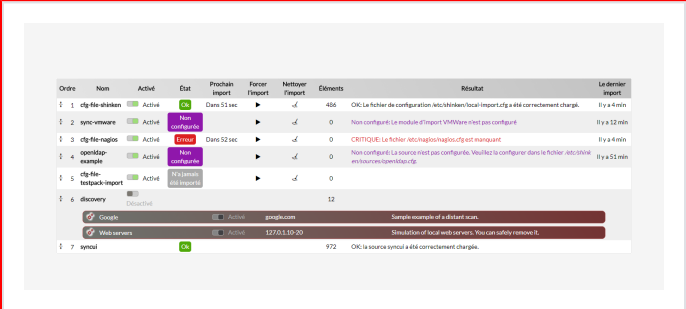 Ordre Nom Activé État Prochain import Forcer l'import Nettoyer l'import Éléments Résultat Le dernier import
1 cfg-file-shinken Activé Ok Dans 51 sec 486 OK: Le fichier de configuration /etc/shinken/local-import.cfg a été correctement chargé. Il y a 4 min
2 sync-vmware Activé Non configurée 0 Non configuré: Le module d'import VMWare n'est pas configuré Il y a 12 min
3 cfg-file-nagios Activé Erreur Dans 52 sec 0 CRITIQUE: Le fichier /etc/nagios/nagios.cfg est manquant Il y a 4 min
4 openldap-example Activé Non configurée 0 Non configuré: La source n'est pas configurée. Veuillez la configurer dans le fichier /etc/shinken/sources/openldap.cfg. Il y a 51 min
5 cfg-file-testpack-import Activé N'a jamais été importé 0
6 discovery Désactivé 12
Google Activé google.com Sample example of a distant scan.
Web servers Activé 127.0.1.10-20 Simulation of local web servers. You can safely remove it.
7 syncui Ok 972 OK: la source syncui a été correctement chargée.